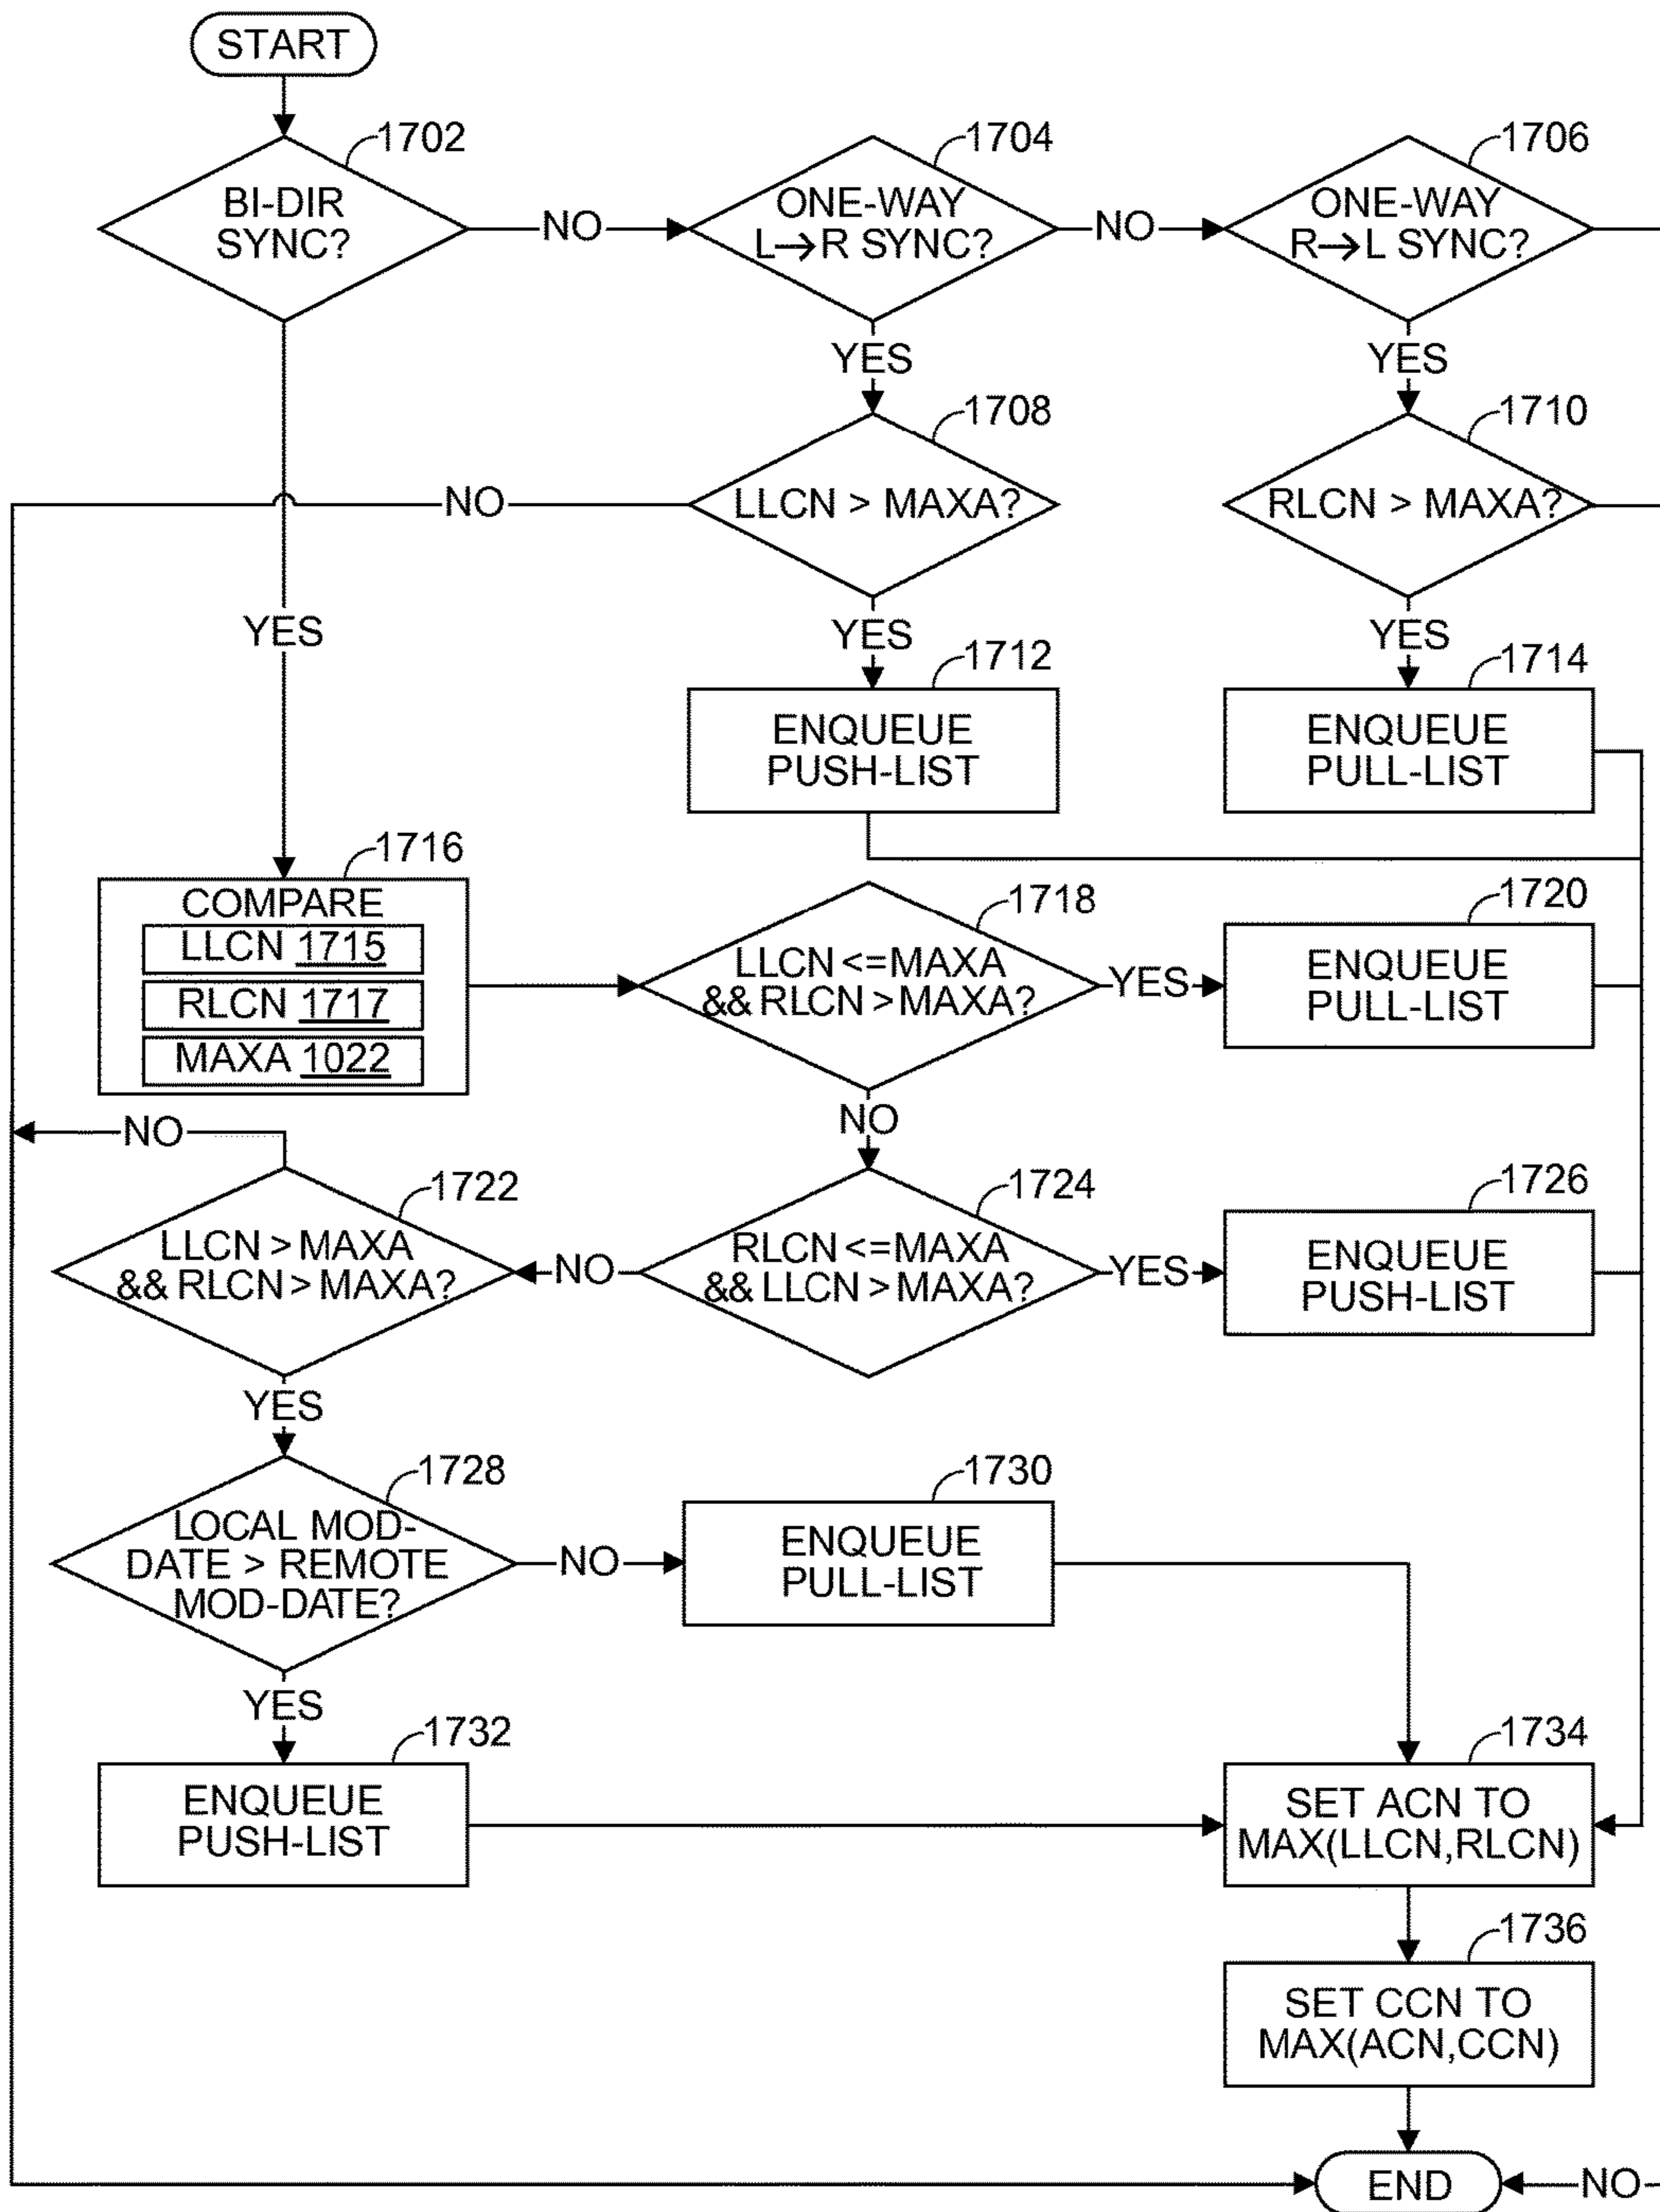 START
1702
BI-DIR
SYNC?
NO
1704
ONE-WAY
L→R SYNC?
NO
1706
ONE-WAY
R→L SYNC?
YES
YES
1708
LLCN > MAXA?
NO
1710
RLCN > MAXA?
YES
YES
YES
1712
ENQUEUE
PUSH-LIST
1714
ENQUEUE
PULL-LIST
1716
COMPARE
LLCN 1715
RLCN 1717
MAXA 1022
1718
LLCN <=MAXA
&& RLCN >MAXA?
YES
1720
ENQUEUE
PULL-LIST
NO
NO
1722
LLCN >MAXA
&& RLCN> MAXA?
NO
1724
RLCN <=MAXA
&& LLCN >MAXA?
YES
1726
ENQUEUE
PUSH-LIST
YES
1728
LOCAL MOD-
DATE > REMOTE
MOD-DATE?
NO
1730
ENQUEUE
PULL-LIST
YES
1732
ENQUEUE
PUSH-LIST
1734
SET ACN TO
MAX(LLCN,RLCN)
1736
SET CCN TO
MAX(ACN,CCN)
END
NO